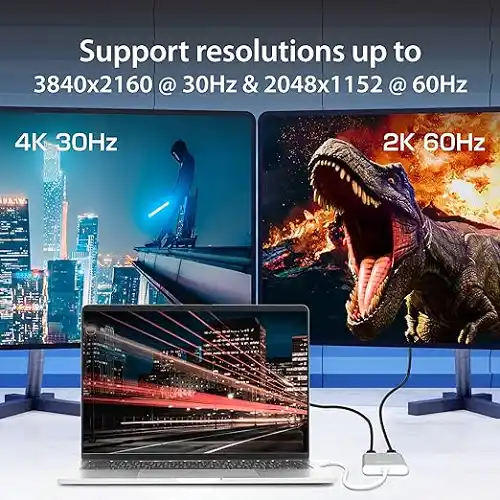 Support resolutions up to
3840x2160 @ 30Hz & 2048x1152 @ 60Hz
4K 30Hz
2K 60Hz